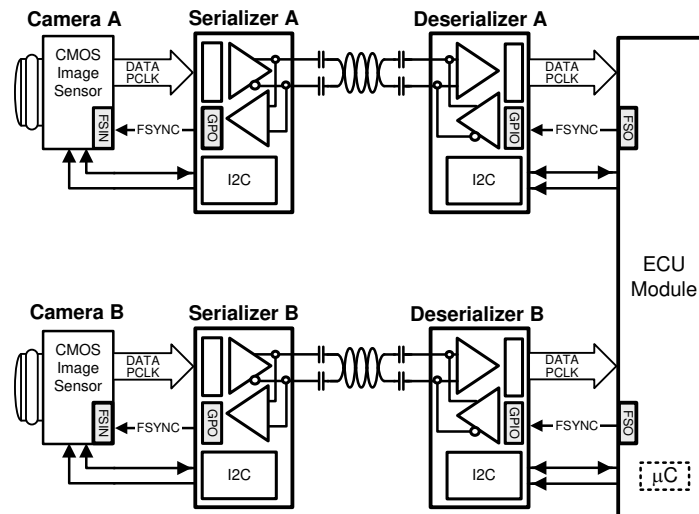 Camera A
Serializer A
Deserializer A
CMOS
Image
Sensor
DATA
PCLK
DATA
PCLK
FSIN
FSYNC
GPO
GPIO
FSYNC
FSO
I2C
I2C
ECU
Module
Camera B
Serializer B
Deserializer B
CMOS
Image
Sensor
DATA
PCLK
DATA
PCLK
FSIN
FSYNC
GPO
GPIO
FSYNC
FSO
I2C
I2C
μC